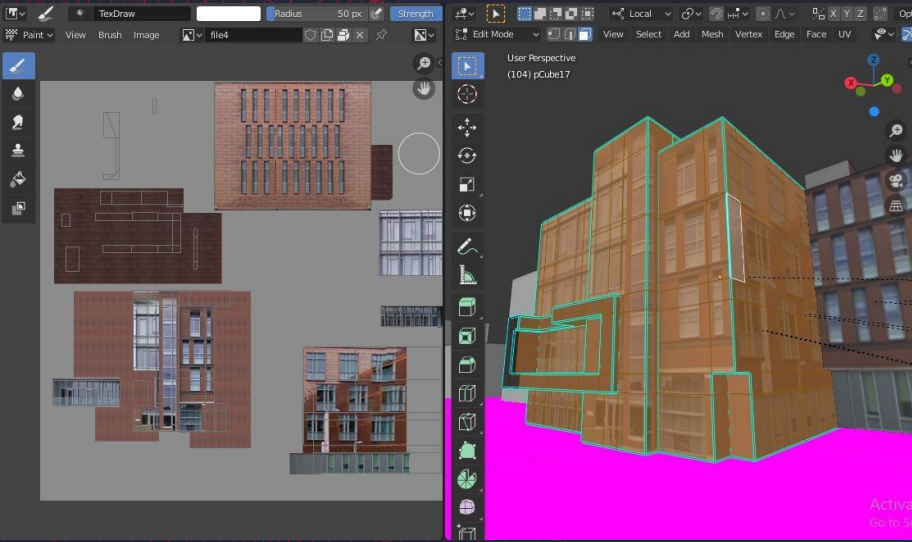 TexDraw
Radius 50 px
Strength
Paint View Brush Image
file4
Local
X Y Z
Opt
Edit Mode
View Select Add Mesh Vertex Edge Face UV
User Perspective
(104) pCube17
Z
X
Y
Activa
Go to S